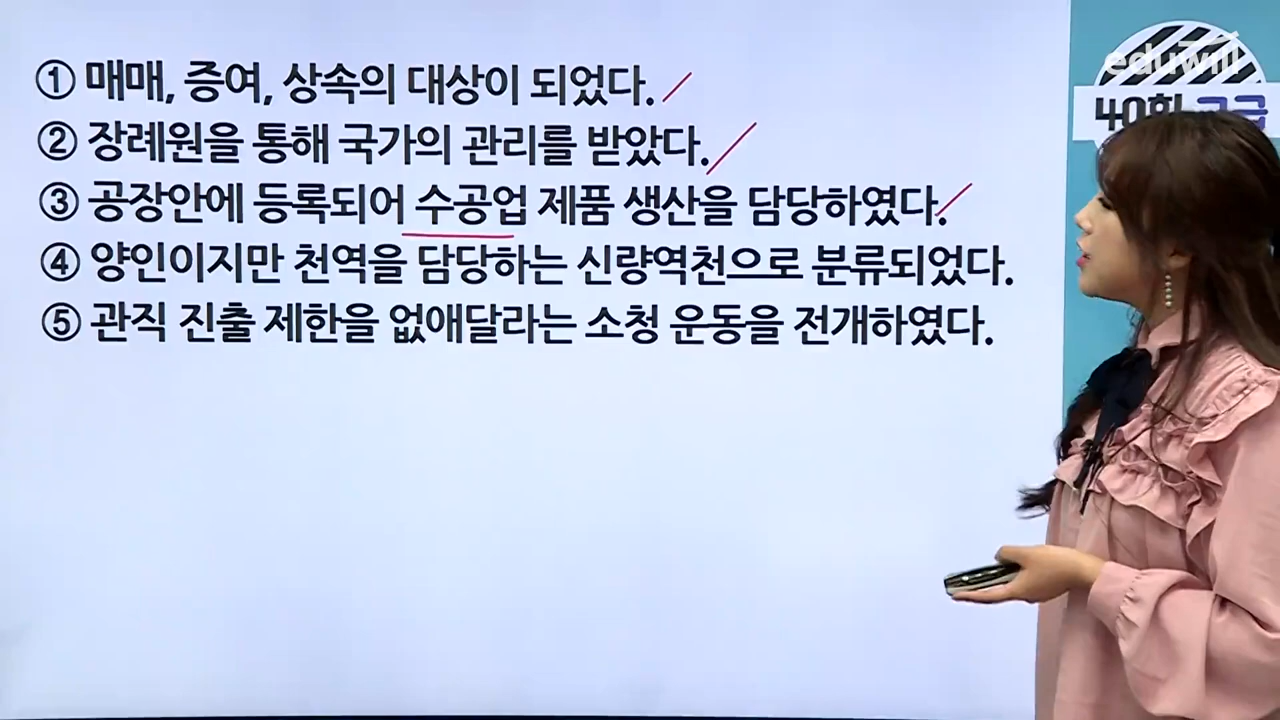 ① 매매, 증여, 상속의 대상이 되었다.
② 장례원을 통해 국가의 관리를 받았다.
③ 공장안에 등록되어 수공업 제품 생산을 담당하였다.
④ 양인이지만 천역을 담당하는 신량역천으로 분류되었다.
⑤ 관직 진출 제한을 없애달라는 소청 운동을 전개하였다.
eduwill
40회 고급